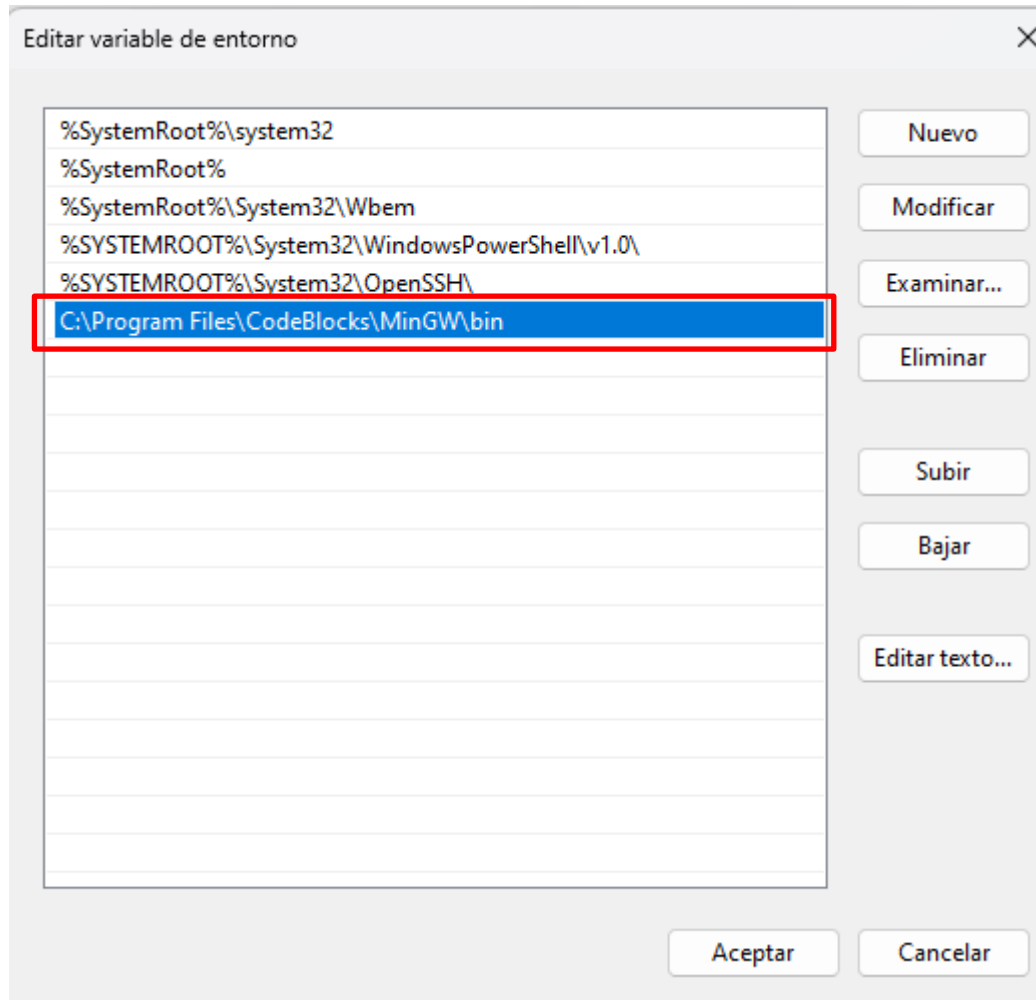 Editar variable de entorno
%SystemRoot%\system32
%SystemRoot%
%SystemRoot%\System32\Wbem
%SYSTEMROOT%\System32\WindowsPowerShell\v1.0\
%SYSTEMROOT%\System32\OpenSSH\
C:\Program Files\CodeBlocks\MinGW\bin
Nuevo
Modificar
Examinar...
Eliminar
Subir
Bajar
Editar texto...
Aceptar
Cancelar